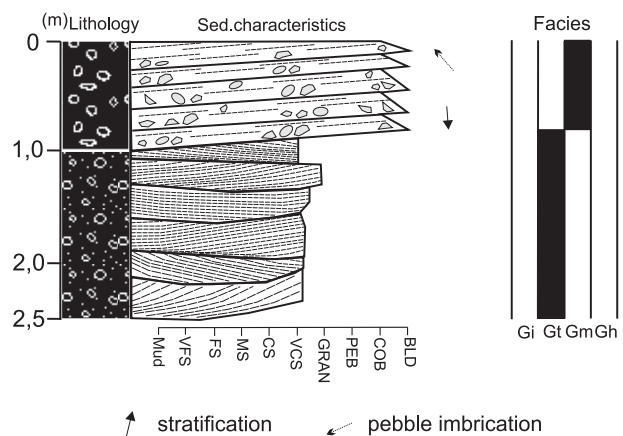 (m) Lithology Sed.characteristics Facies
0
1,0
2,0
2,5
Gi Gt Gm Gh
Mud VFS FS MS CS VCS GRAN PEB COB BLD
stratification pebble imbrication